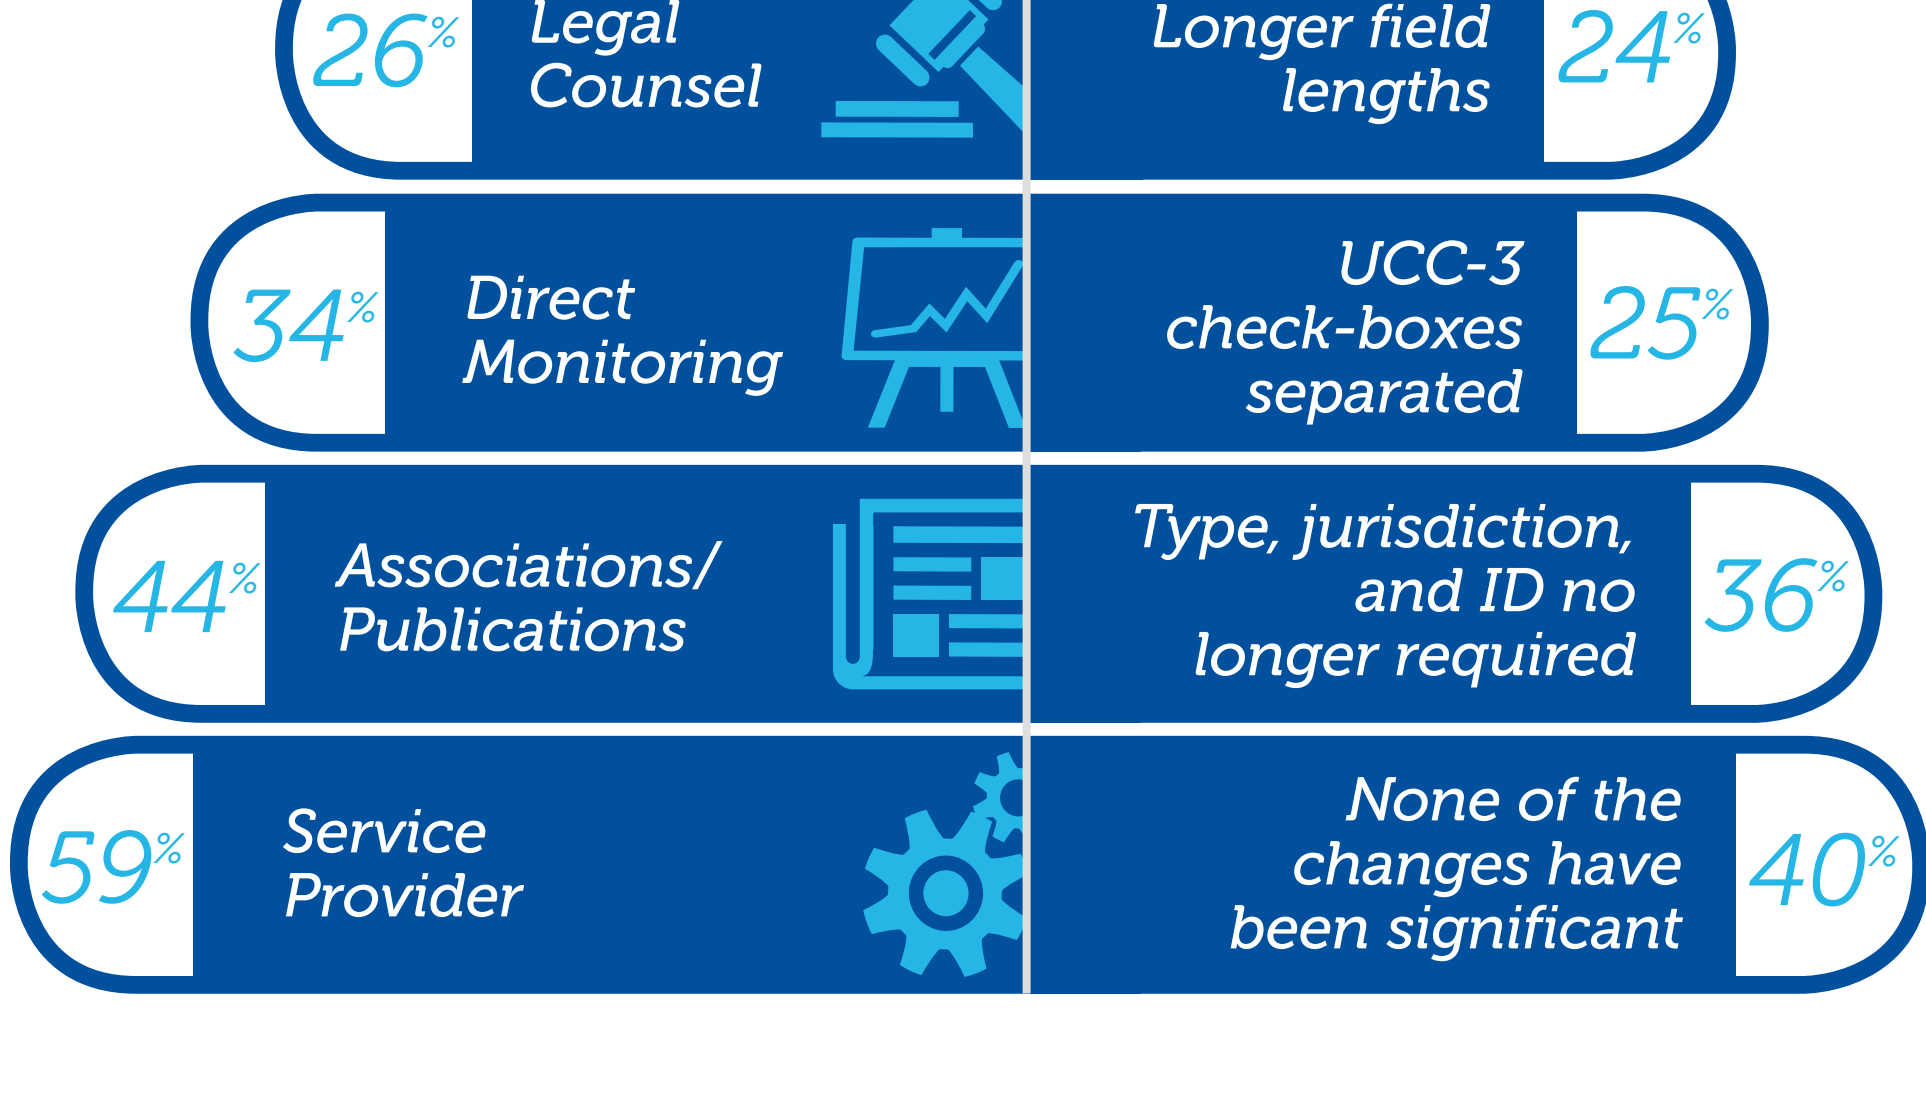 26%
Legal
Counsel
Longer field
lengths
24%
34%
Direct
Monitoring
UCC-3
check-boxes
separated
25%
44%
Associations/
Publications
Type, jurisdiction,
and ID no
longer required
36%
59%
Service
Provider
None of the
changes have
been significant
40%